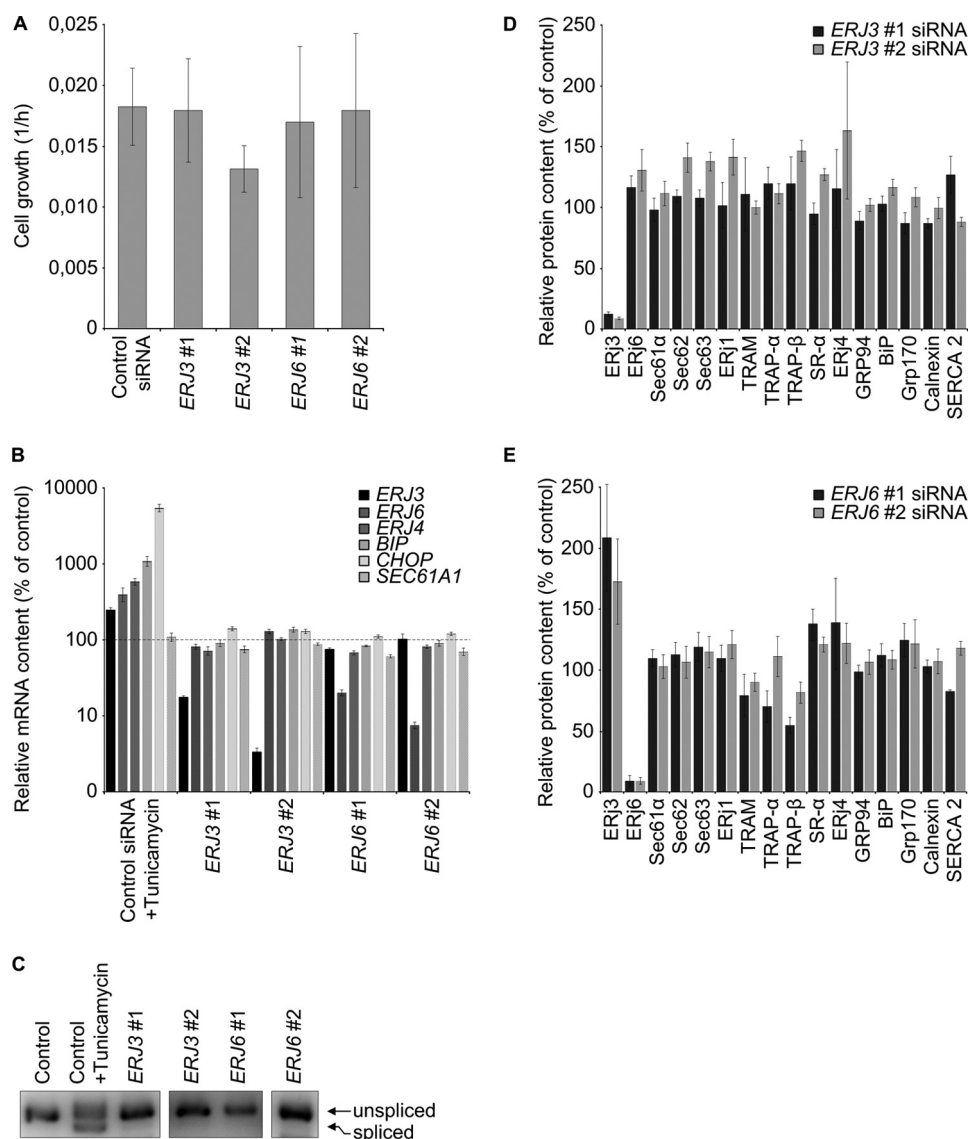 A
Cell growth (1/h)
0,025
0,020
0,015
0,010
0,005
0
Control
siRNA
ERJ3 #1
ERJ3 #2
ERJ6 #1
ERJ6 #2
B
Relative mRNA content (% of control)
10000
1000
100
10
1
ERJ3
ERJ6
ERJ4
BIP
CHOP
SEC61A1
Control siRNA
+Tunicamycin
ERJ3 #1
ERJ3 #2
ERJ6 #1
ERJ6 #2
C
Control
Control
+Tunicamycin
ERJ3 #1
ERJ3 #2
ERJ6 #1
ERJ6 #2
unspliced
spliced
D
Relative protein content (% of control)
250
200
150
100
50
0
ERJ3 #1 siRNA
ERJ3 #2 siRNA
ERj3
ERj6
Sec61α
Sec62
Sec63
ERj1
TRAM
TRAP-α
TRAP-β
SR-α
ERj4
GRP94
BiP
Grp170
Calnexin
SERCA 2
E
Relative protein content (% of control)
250
200
150
100
50
0
ERJ6 #1 siRNA
ERJ6 #2 siRNA
ERj3
ERj6
Sec61α
Sec62
Sec63
ERj1
TRAM
TRAP-α
TRAP-β
SR-α
ERj4
GRP94
BiP
Grp170
Calnexin
SERCA 2